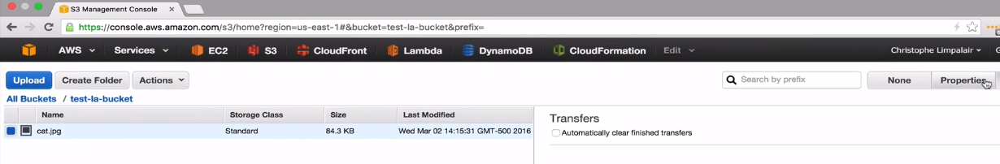 S3 Management Console
https://console.aws.amazon.com/s3/home?region=us-east-1#&bucket=test-la-bucket&prefix=
AWS Services EC2 S3 CloudFront Lambda DynamoDB CloudFormation Edit Christophe Limpalair
Upload Create Folder Actions Search by prefix None Properties
All Buckets / test-la-bucket
Name Storage Class Size Last Modified
Transfers
cat.jpg Standard 84.3 KB Wed Mar 02 14:15:31 GMT-500 2016
Automatically clear finished transfers